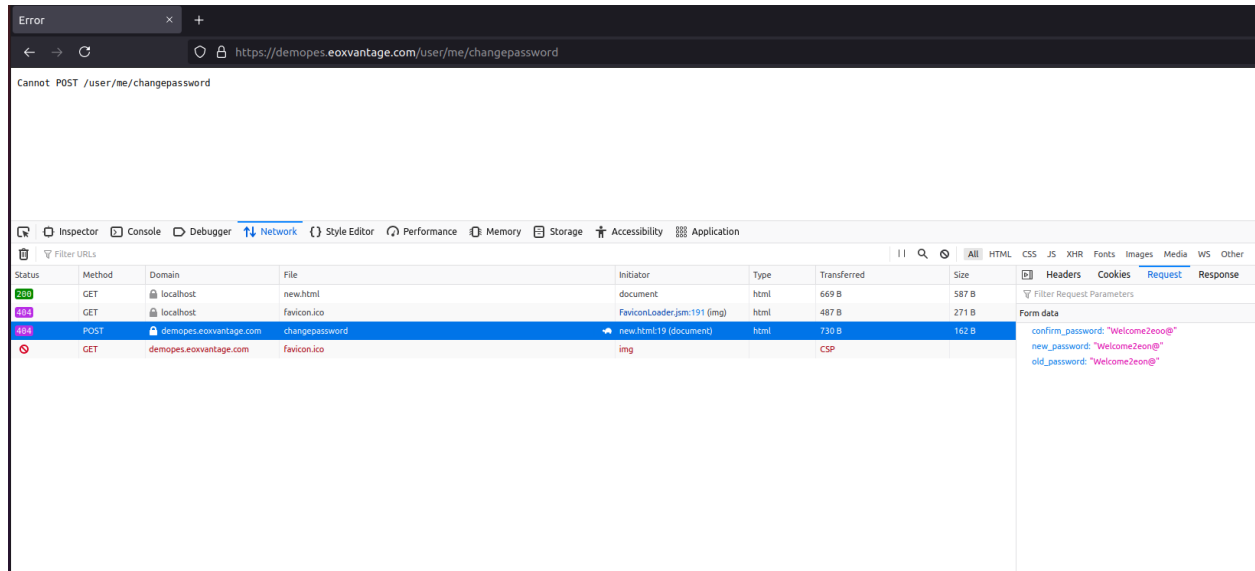 Error × +
https://demopes.eoxvantage.com/user/me/changepassword
Cannot POST /user/me/changepassword
Inspector Console Debugger Network {} Style Editor Performance Memory Storage Accessibility Application
Filter URLs All HTML CSS JS XHR Fonts Images Media WS Other
Status Method Domain File Initiator Type Transferred Size Headers Cookies Request Response
200 GET localhost new.html document html 669 B 587 B Filter Request Parameters
404 GET localhost favicon.ico FaviconLoader.jsm:191 (img) html 487 B 271 B Form data
404 POST demopes.eoxvantage.com changepassword new.html:19 (document) html 730 B 162 B confirm_password: "Welcome2eoo@"
GET demopes.eoxvantage.com favicon.ico img CSP new_password: "Welcome2eon@"
old_password: "Welcome2eon@"